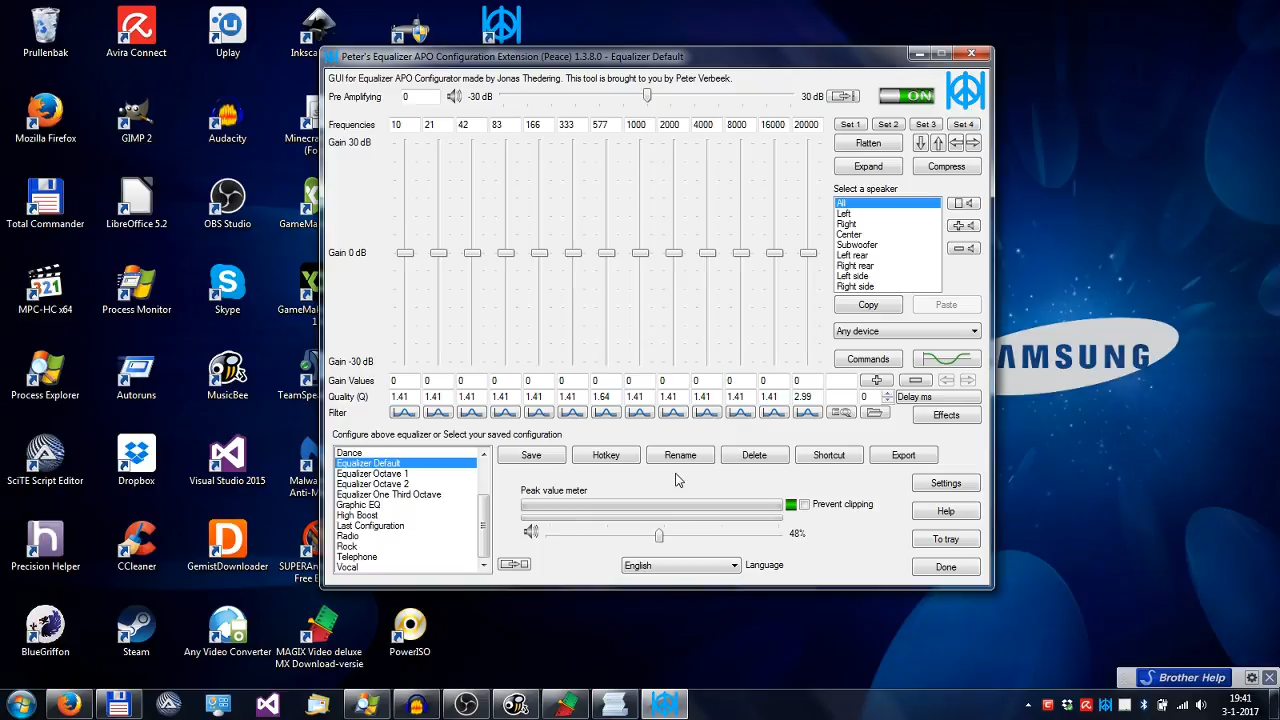 Prullenbak
Avira Connect
Uplay
Inksca
Peter's Equalizer APO Configuration Extension (Peace) 1.3.8.0 - Equalizer Default
GUI for Equalizer APO Configurator made by Jonas Thedering. This tool is brought to you by Peter Verbeek.
Pre Amplifying 0 -30 dB 30 dB ON
Frequencies 10 21 42 83 166 333 577 1000 2000 4000 8000 16000 20000 Set 1 Set 2 Set 3 Set 4
Gain 30 dB
Flatten
Expand Compress
Select a speaker
All
Left
Right
Center
Subwoofer
Left rear
Right rear
Left side
Right side
Gain 0 dB
Copy Paste
Any device
Gain -30 dB
Commands
Gain Values 0 0 0 0 0 0 0 0 0 0 0 0 0
Quality (Q) 1.41 1.41 1.41 1.41 1.41 1.41 1.64 1.41 1.41 1.41 1.41 1.41 2.99 0 Delay ms
Filter
Effects
Configure above equalizer or Select your saved configuration
Dance
Equalizer Default
Equalizer Octave 1
Equalizer Octave 2
Equalizer One Third Octave
Graphic EQ
High Boost
Last Configuration
Radio
Rock
Telephone
Vocal
Save Hotkey Rename Delete Shortcut Export
Peak value meter
Prevent clipping
48%
English Language
Settings
Help
To tray
Done
Mozilla Firefox
GIMP 2
Audacity
Minecra
(Fo
Total Commander
LibreOffice 5.2
OBS Studio
GameMa
MPC-HC x64
Process Monitor
Skype
GameMak
1
Process Explorer
Autoruns
MusicBee
TeamSpe
SciTE Script Editor
Dropbox
Visual Studio 2015
Malwa
Anti-M
Precision Helper
CCleaner
GemistDownloader
SUPERAn
Free E
BlueGriffon
Steam
Any Video Converter
MAGIX Video deluxe
MX Download-versie
PowerISO
AMSUNG
Brother Help
19:41
3-1-2017